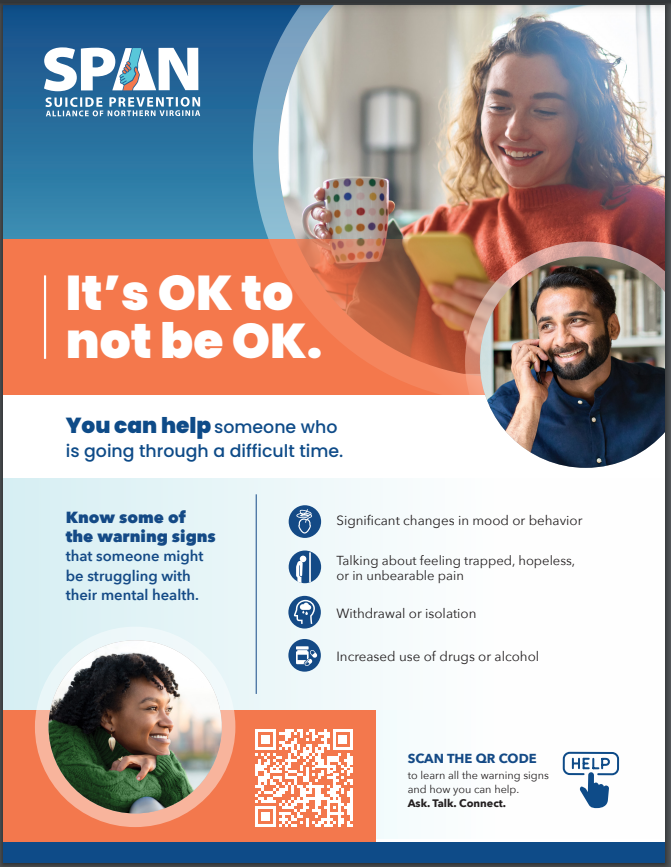 SPAN
SUICIDE PREVENTION
ALLIANCE OF NORTHERN VIRGINIA
It's OK to
not be OK.
You can help someone who
is going through a difficult time.
Know some of
the warning signs
that someone might
be struggling with
their mental health.
Significant changes in mood or behavior
Talking about feeling trapped, hopeless,
or in unbearable pain
Withdrawal or isolation
Increased use of drugs or alcohol
SCAN THE QR CODE
to learn all the warning signs
and how you can help.
Ask. Talk. Connect.
HELP